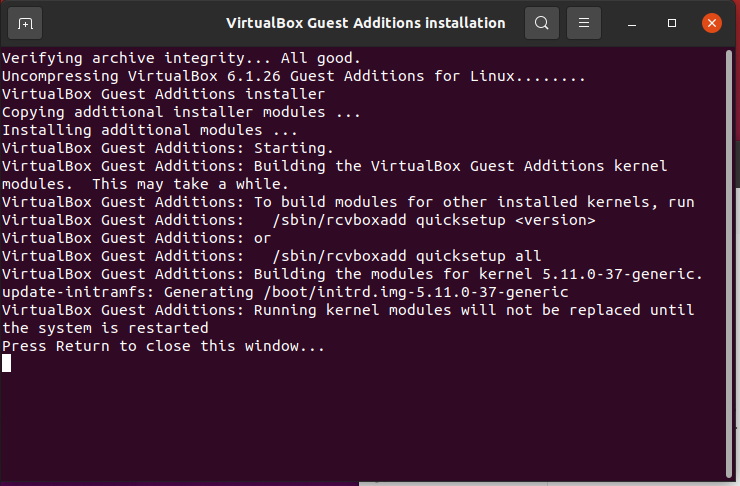 VirtualBox Guest Additions installation
Verifying archive integrity... All good.
Uncompressing VirtualBox 6.1.26 Guest Additions for Linux........
VirtualBox Guest Additions installer
Copying additional installer modules ...
Installing additional modules ...
VirtualBox Guest Additions: Starting.
VirtualBox Guest Additions: Building the VirtualBox Guest Additions kernel
modules.  This may take a while.
VirtualBox Guest Additions: To build modules for other installed kernels, run
VirtualBox Guest Additions:   /sbin/rcvboxadd quicksetup <version>
VirtualBox Guest Additions: or
VirtualBox Guest Additions:   /sbin/rcvboxadd quicksetup all
VirtualBox Guest Additions: Building the modules for kernel 5.11.0-37-generic.
update-initramfs: Generating /boot/initrd.img-5.11.0-37-generic
VirtualBox Guest Additions: Running kernel modules will not be replaced until
the system is restarted
Press Return to close this window...